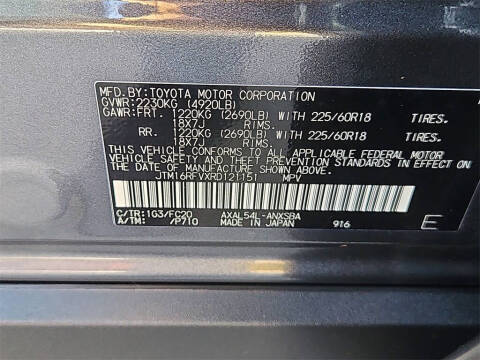 MFD.BY:TOYOTA MOTOR CORPORATION
GVWR:2230KG (4920LB)
GAWR:FRT. 1220KG (2690LB) WITH 225/60R18 TIRES.
18X7J RIMS.
RR. 1220KG (2690LB) WITH 225/60R18 TIRES.
18X7J RIMS.
THIS VEHICLE CONFORMS TO ALL APPLICABLE FEDERAL MOTOR
VEHICLE SAFETY AND BUMPER STANDARDS IN EFFECT ON
THE DATE OF MANUFACTURE SHOWN ABOVE.
JTM16RFVXRD121151 MPV
C/TR:1G3/FC20 AXAL54L-ANXSBA
A/TM: /P710 MADE IN JAPAN 916 E